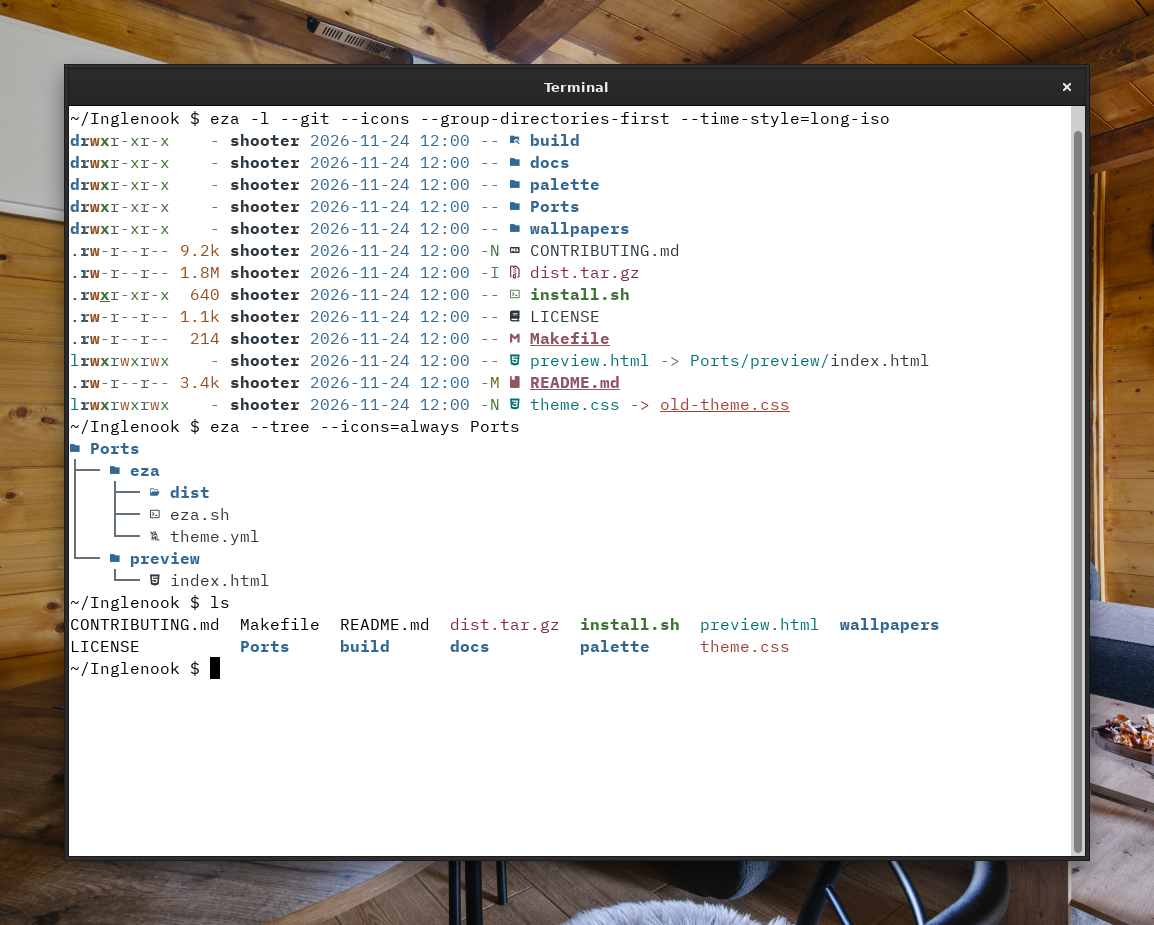 Terminal
~/Inglenook $ eza -l --git --icons --group-directories-first --time-style=long-iso
drwxr-xr-x    - shooter 2026-11-24 12:00 -- build
drwxr-xr-x    - shooter 2026-11-24 12:00 -- docs
drwxr-xr-x    - shooter 2026-11-24 12:00 -- palette
drwxr-xr-x    - shooter 2026-11-24 12:00 -- Ports
drwxr-xr-x    - shooter 2026-11-24 12:00 -- wallpapers
.rw-r--r-- 9.2k shooter 2026-11-24 12:00 -N CONTRIBUTING.md
.rw-r--r-- 1.8M shooter 2026-11-24 12:00 -I dist.tar.gz
.rwxr-xr-x  640 shooter 2026-11-24 12:00 -- install.sh
.rw-r--r-- 1.1k shooter 2026-11-24 12:00 -- LICENSE
.rw-r--r--  214 shooter 2026-11-24 12:00 -- Makefile
lrwxrwxrwx    - shooter 2026-11-24 12:00 -- preview.html -> Ports/preview/index.html
.rw-r--r-- 3.4k shooter 2026-11-24 12:00 -M README.md
lrwxrwxrwx    - shooter 2026-11-24 12:00 -N theme.css -> old-theme.css
~/Inglenook $ eza --tree --icons=always Ports
Ports
├── eza
│   ├── dist
│   ├── eza.sh
│   └── theme.yml
└── preview
    └── index.html
~/Inglenook $ ls
CONTRIBUTING.md  Makefile  README.md  dist.tar.gz  install.sh  preview.html  wallpapers
LICENSE          Ports     build      docs         palette     theme.css
~/Inglenook $